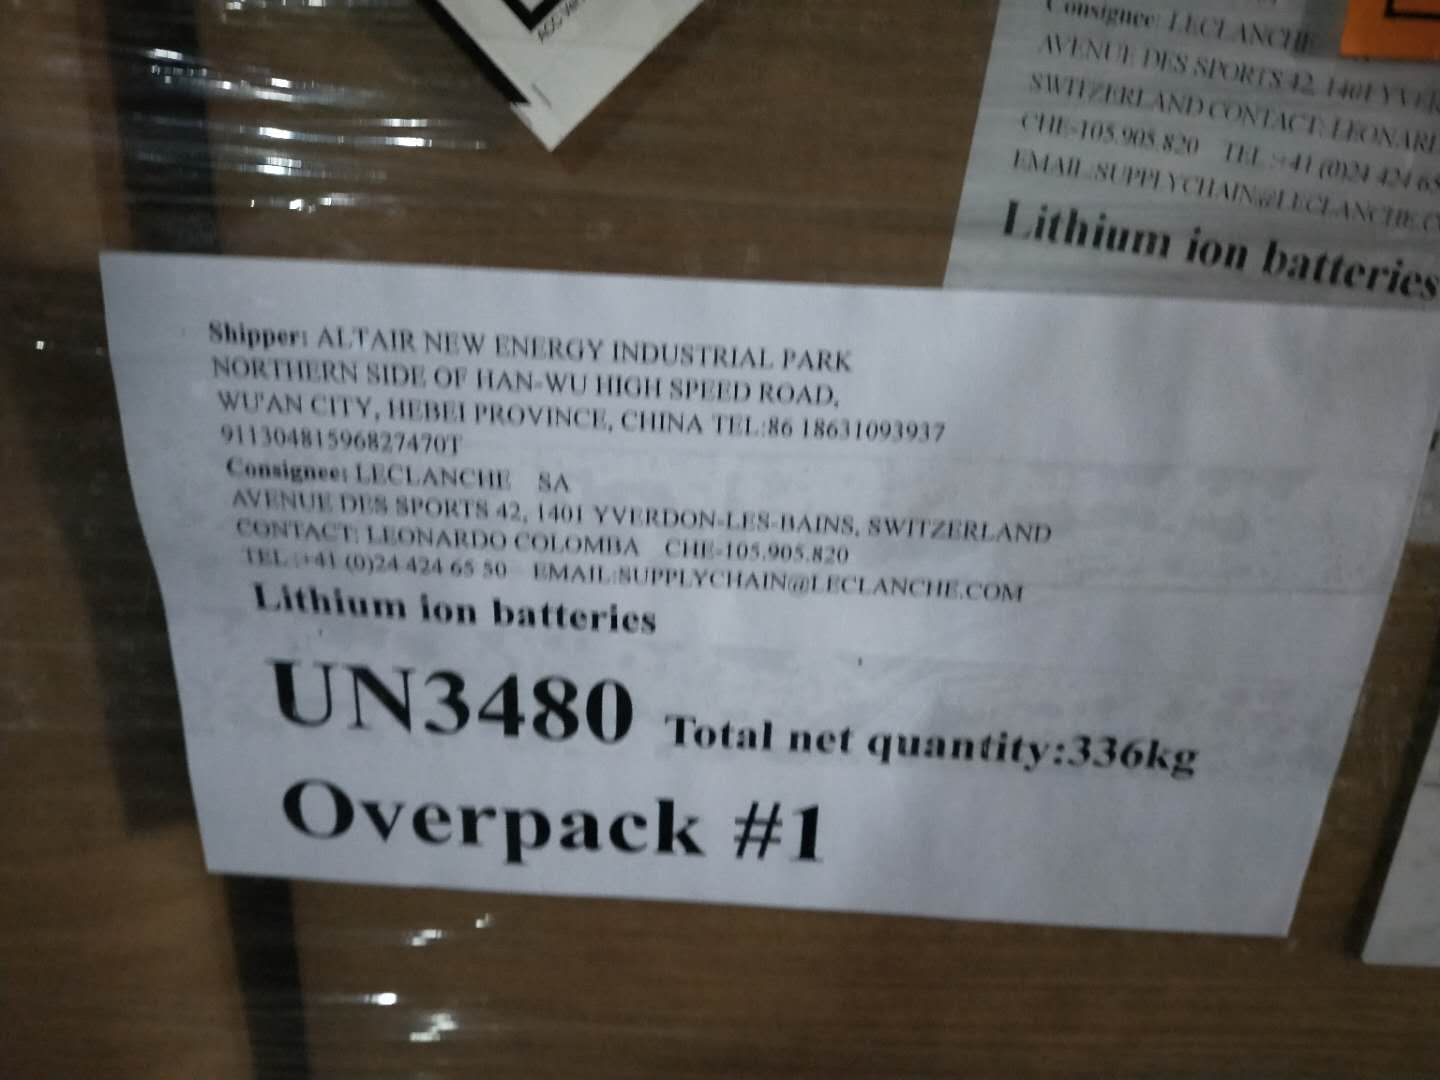 ACC
Consignee: LECLANCHE
AVENUE DES SPORTS 42, 1401 YVER
SWITZERLAND CONTACT: LEONARD
CHE-105.905.820 TEL :+41 (0)24 424 65
EMAIL:SUPPLYCHAIN@LECLANCHE.C
Lithium ion batteries
Shipper: ALTAIR NEW ENERGY INDUSTRIAL PARK
NORTHERN SIDE OF HAN-WU HIGH SPEED ROAD,
WU'AN CITY, HEBEI PROVINCE, CHINA TEL:86 18631093937
91130481596827470T
Consignee: LECLANCHE SA
AVENUE DES SPORTS 42, 1401 YVERDON-LES-BAINS, SWITZERLAND
CONTACT: LEONARDO COLOMBA CHE-105.905.820
TEL :+41 (0)24 424 65 50 EMAIL:SUPPLYCHAIN@LECLANCHE.COM
Lithium ion batteries
UN3480 Total net quantity:336kg
Overpack #1